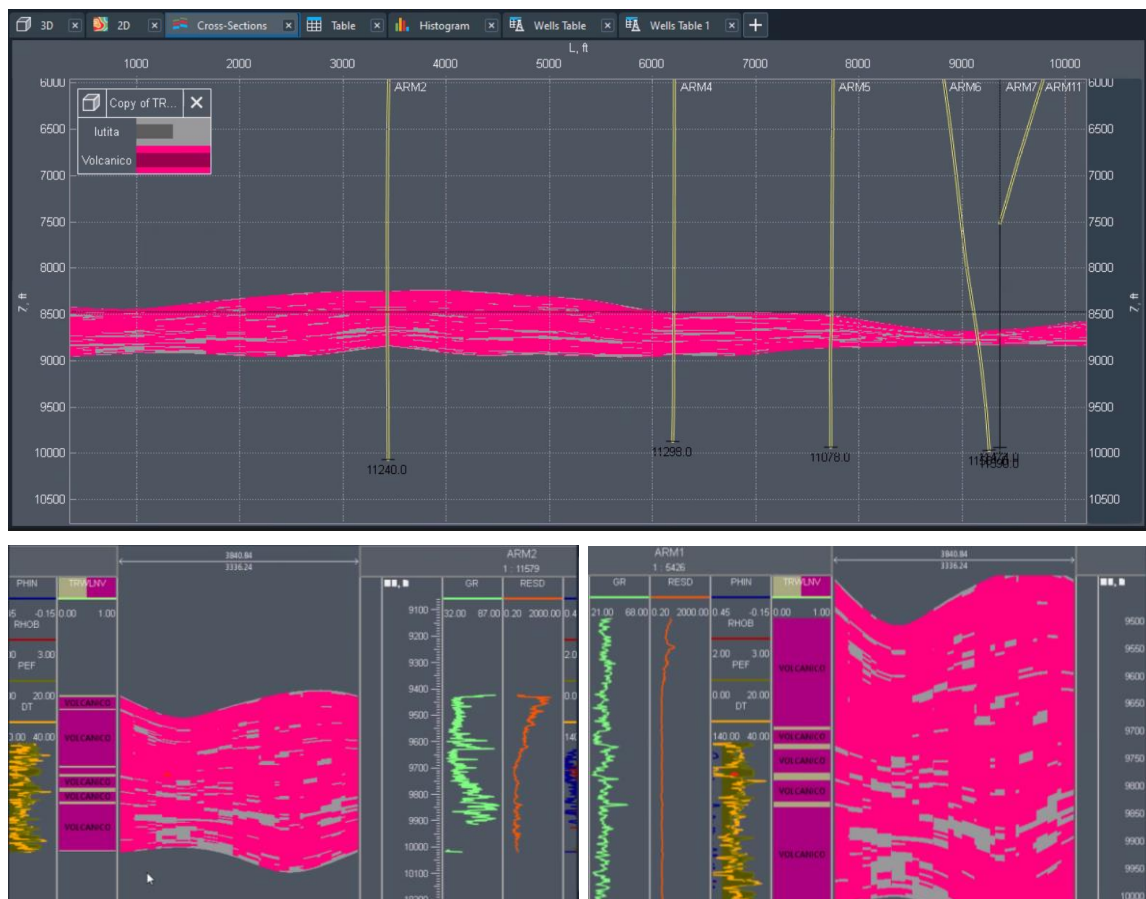 3D 2D Cross-Sections Table Histogram Wells Table Wells Table 1
L, ft
1000 2000 3000 4000 5000 6000 7000 8000 9000 10000
6000 ARM2 ARM4 ARM5 ARM6 ARM7 ARM11 6000
Copy of TR...
lutita
Volcanico
6500 6500
7000 7000
7500 7500
8000 8000
Z, ft Z, ft
8500 8500
9000 9000
9500 9500
10000 10000
11240.0 11298.0 11078.0
10500 10500
3840.84
3336.24
ARM2
1 : 11579
PHIN TRWLNV GR RESD
-0.15 0.00 1.00 32.00 87.00 0.20 2000.00
RHOB
3.00
PEF
20.00
DT
40.00
9100
9200
9300
9400
9500
9600
9700
9800
9900
10000
10100
VOLCANICO
VOLCANICO
VOLCANICO
VOLCANICO
VOLCANICO
ARM1
1 : 5426
3840.84
3336.24
GR RESD PHIN TRWLNV
21.00 68.00 0.20 2000.00 0.45 -0.15 0.00 1.00
RHOB
2.00 3.00
PEF
0.00 20.00
DT
140.00 40.00
VOLCANICO
VOLCANICO
VOLCANICO
VOLCANICO
VOLCANICO
9500
9550
9600
9650
9700
9750
9800
9850
9900
9950
10000